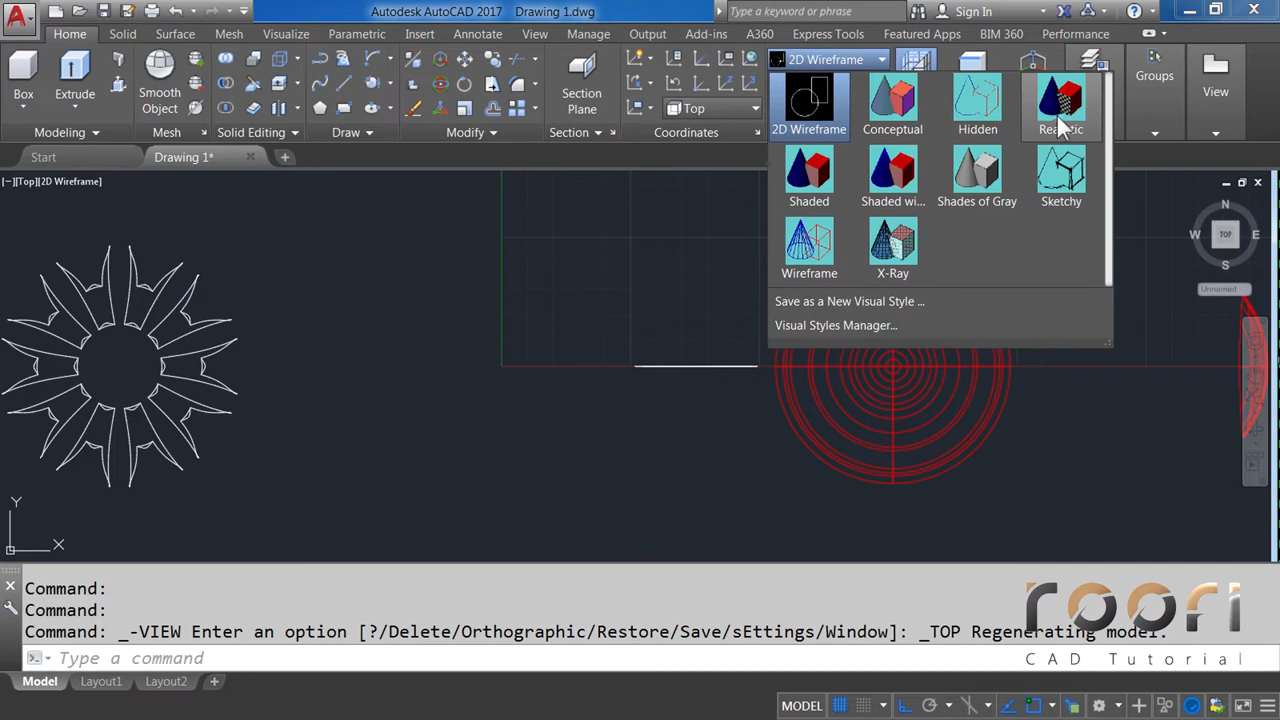 Autodesk AutoCAD 2017 Drawing 1.dwg
Type a keyword or phrase
Sign In
Home Solid Surface Mesh Visualize Parametric Insert Annotate View Manage Output Add-ins A360 Express Tools Featured Apps BIM 360 Performance
2D Wireframe
Box Extrude Smooth Object Section Plane Top Groups View
Modeling Solid Editing Draw Modify Section Coordinates
2D Wireframe Conceptual Hidden
Shaded Shaded wi... Shades of Gray Sketchy
Wireframe X-Ray
Save as a New Visual Style ...
Visual Styles Manager...
Start Drawing 1*
[−][Top][2D Wireframe]
N
W TOP E
S
Unnamed
Y
X
Command:
Command:
Command: _-VIEW Enter an option [?/Delete/Orthographic/Restore/Save/sEttings/Window]: _TOP Regenerating model.
Type a command
roori
CAD Tutorial
Model Layout1 Layout2
MODEL